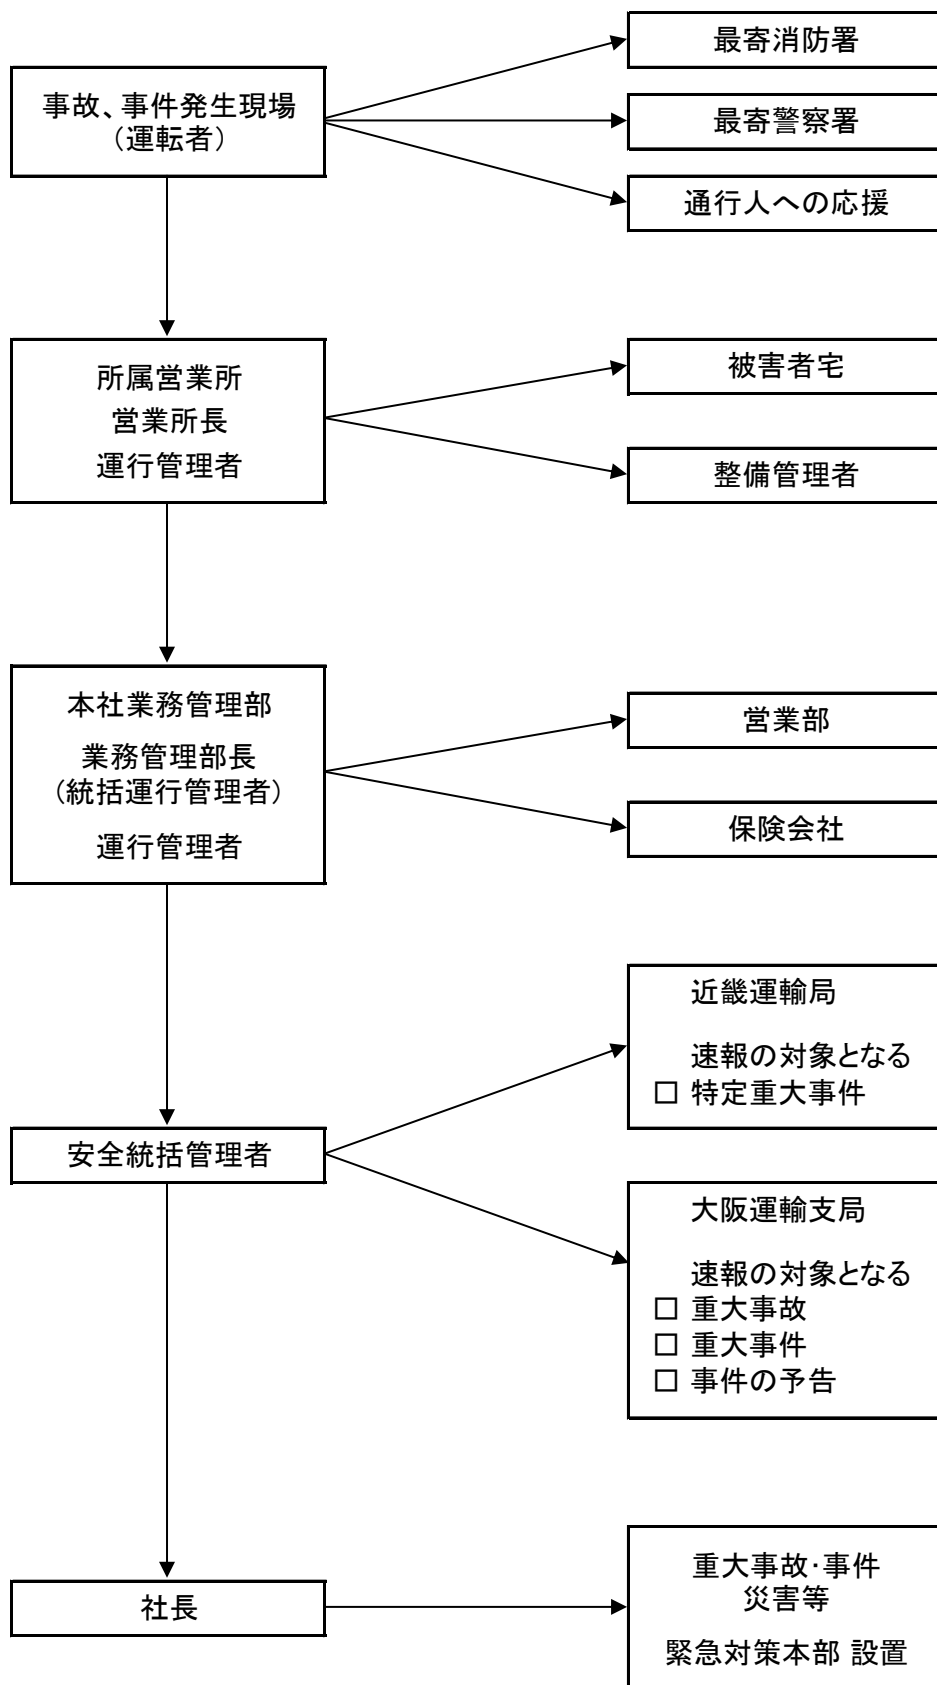 最寄消防署
事故、事件発生現場
（運転者）
最寄警察署
通行人への応援
所属営業所
営業所長
運行管理者
被害者宅
整備管理者
本社業務管理部
業務管理部長
（統括運行管理者）
運行管理者
営業部
保険会社
近畿運輸局
速報の対象となる
□ 特定重大事件
安全統括管理者
大阪運輸支局
速報の対象となる
□ 重大事故
□ 重大事件
□ 事件の予告
社長
重大事故・事件
災害等
緊急対策本部 設置